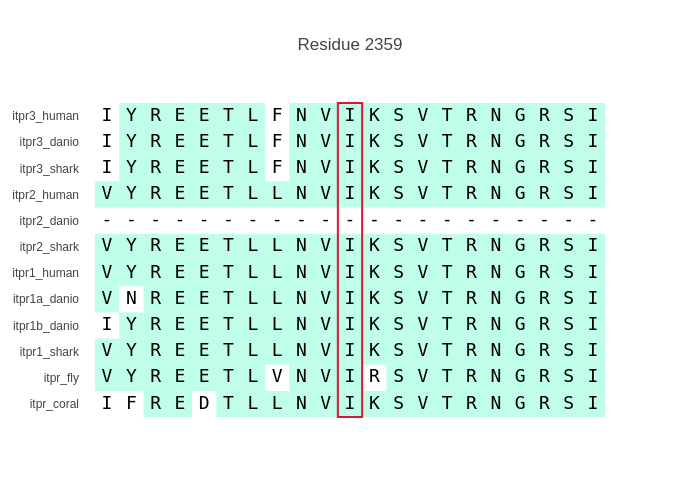 Residue 2359
itpr3_human I Y R E E T L F N V I K S V T R N G R S I
itpr3_danio I Y R E E T L F N V I K S V T R N G R S I
itpr3_shark I Y R E E T L F N V I K S V T R N G R S I
itpr2_human V Y R E E T L L N V I K S V T R N G R S I
itpr2_danio - - - - - - - - - - - - - - - - - - - - -
itpr2_shark V Y R E E T L L N V I K S V T R N G R S I
itpr1_human V Y R E E T L L N V I K S V T R N G R S I
itpr1a_danio V N R E E T L L N V I K S V T R N G R S I
itpr1b_danio I Y R E E T L L N V I K S V T R N G R S I
itpr1_shark V Y R E E T L L N V I K S V T R N G R S I
itpr_fly V Y R E E T L V N V I R S V T R N G R S I
itpr_coral I F R E D T L L N V I K S V T R N G R S I